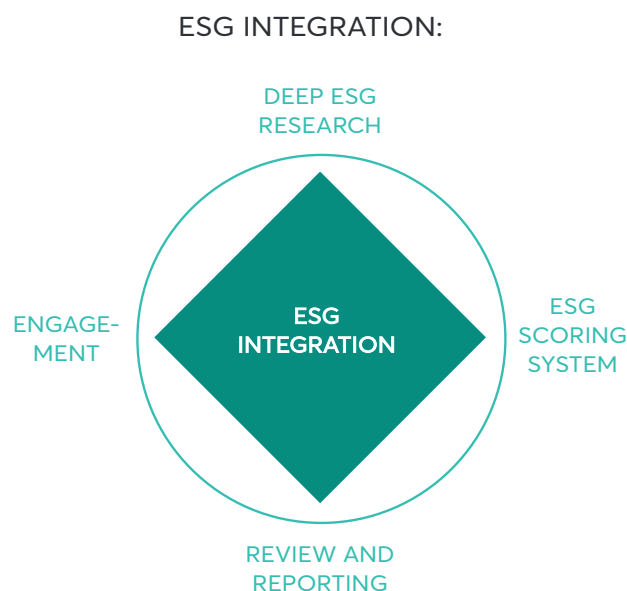 ESG INTEGRATION:
DEEP ESG
RESEARCH
ENGAGE-
MENT
ESG
INTEGRATION
ESG
SCORING
SYSTEM
REVIEW AND
REPORTING